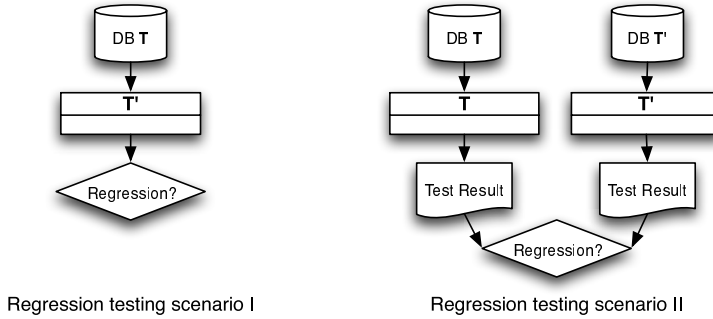 DB T
T'
Regression?
Regression testing scenario I
DB T
DB T'
T
T'
Test Result
Test Result
Regression?
Regression testing scenario II